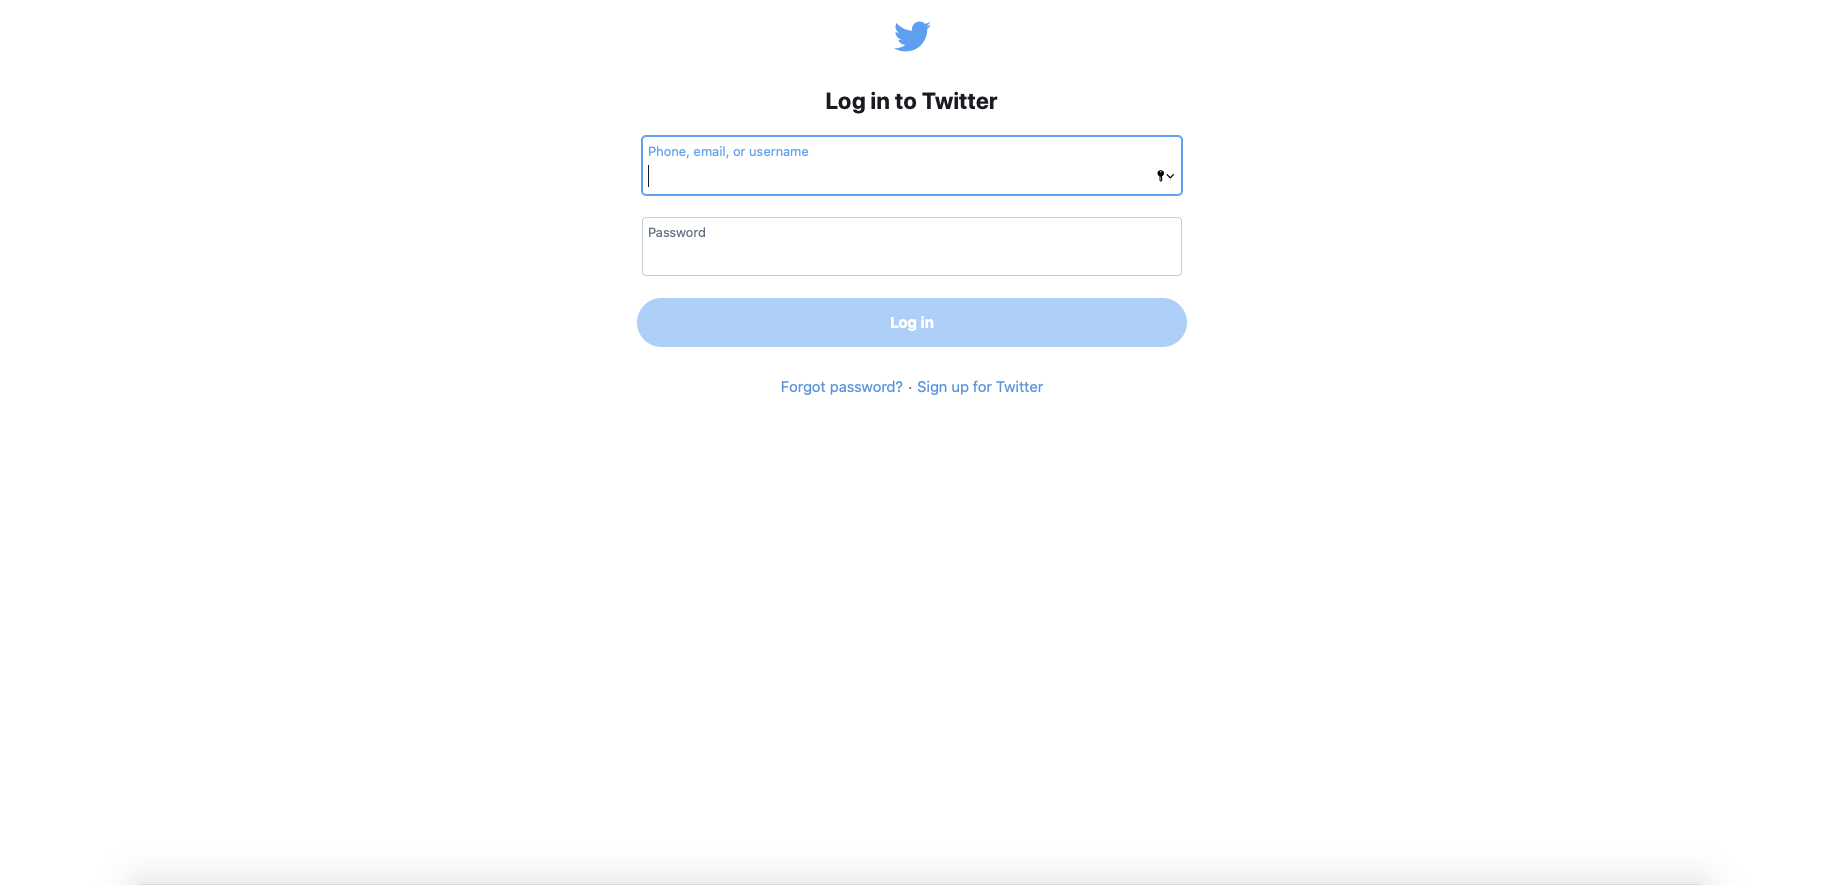 Log in to Twitter
Phone, email, or username
Password
Log in
Forgot password? · Sign up for Twitter